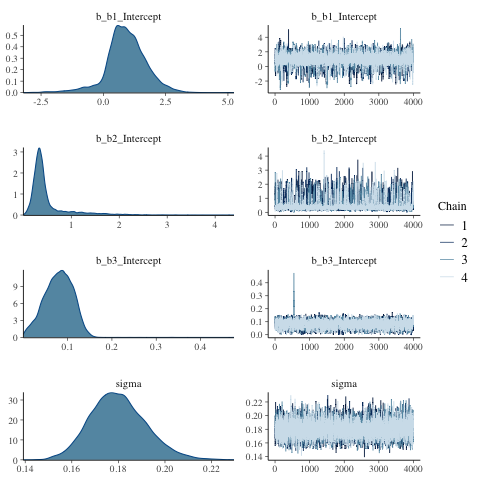 b_b1_Intercept
b_b1_Intercept
0.5
0.4
0.3
0.2
0.1
0.0
-2.5 0.0 2.5 5.0
4
2
0
-2
0 1000 2000 3000 4000
b_b2_Intercept
b_b2_Intercept
3
2
1
0
1 2 3 4
4
3
2
1
0
0 1000 2000 3000 4000
Chain
1
2
3
4
b_b3_Intercept
b_b3_Intercept
9
6
3
0
0.1 0.2 0.3 0.4
0.4
0.3
0.2
0.1
0.0
0 1000 2000 3000 4000
sigma
sigma
30
20
10
0
0.14 0.16 0.18 0.20 0.22
0.22
0.20
0.18
0.16
0.14
0 1000 2000 3000 4000